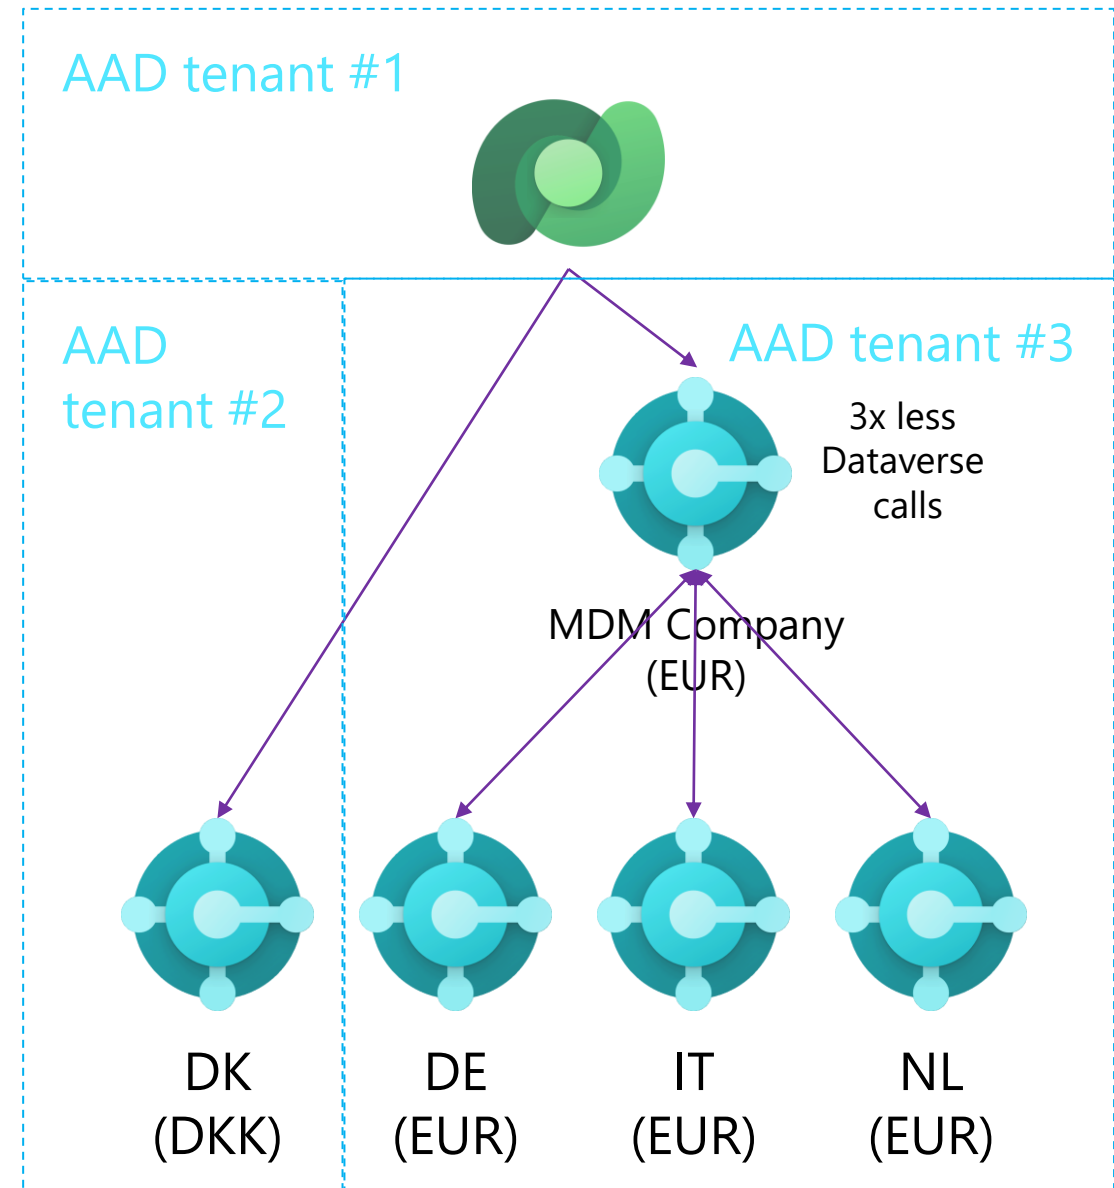 AAD tenant #1
AAD
tenant #2
AAD tenant #3
3x less
Dataverse
calls
MDM Company
(EUR)
DK
(DKK)
DE
(EUR)
IT
(EUR)
NL
(EUR)